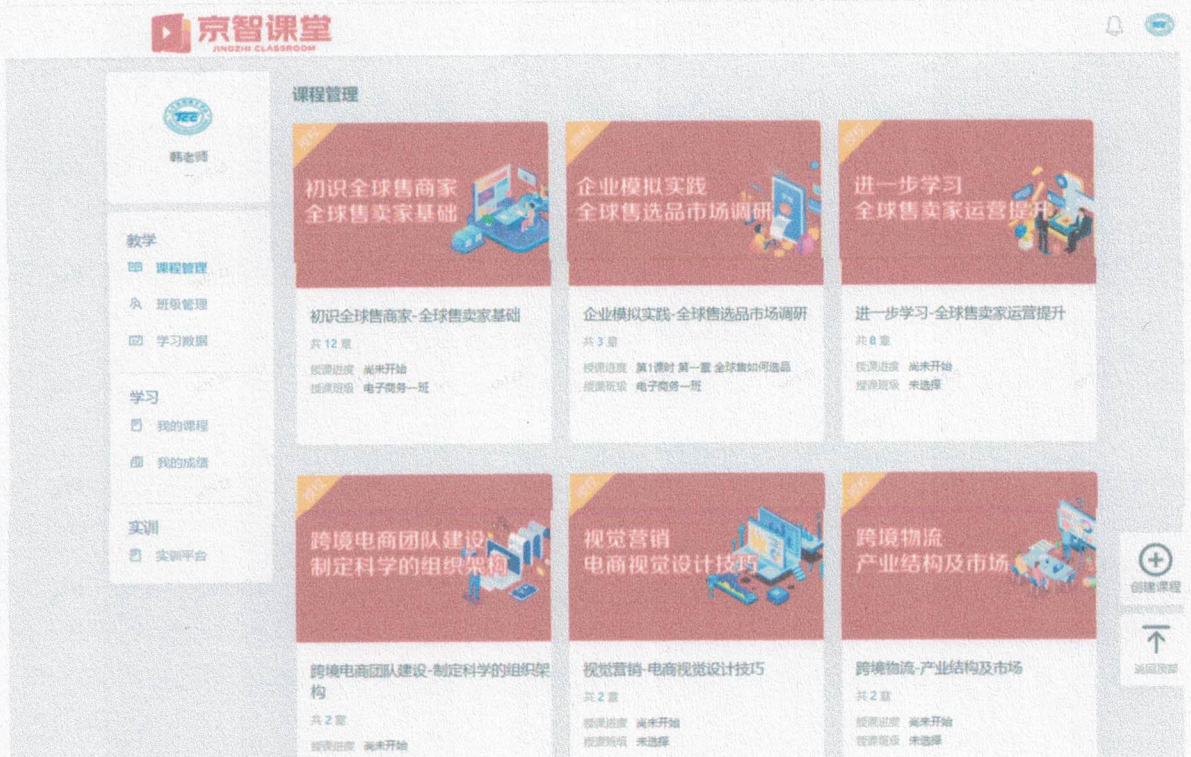 京智课堂
JINGZHI CLASSROOM
TCC
韩老师
教学
课程管理
班级管理
学习数据
学习
我的课程
我的成绩
实训
实训平台
课程管理
授权
初识全球售商家
全球售卖家基础
初识全球售商家-全球售卖家基础
共 12 章
授课进度 尚未开始
授课班级 电子商务一班
授权
企业模拟实践
全球售选品市场调研
企业模拟实践-全球售选品市场调研
共 3 章
授课进度 第1课时 第一章 全球售如何选品
授课班级 电子商务一班
授权
进一步学习
全球售卖家运营提升
进一步学习-全球售卖家运营提升
共 8 章
授课进度 尚未开始
授课班级 未选择
授权
跨境电商团队建设
制定科学的组织架构
跨境电商团队建设-制定科学的组织架
构
共 2 章
授课进度 尚未开始
授权
视觉营销
电商视觉设计技巧
视觉营销-电商视觉设计技巧
共 2 章
授课进度 尚未开始
授课班级 未选择
授权
跨境物流
产业结构及市场
跨境物流-产业结构及市场
共 2 章
授课进度 尚未开始
授课班级 未选择
创建课程
返回顶部